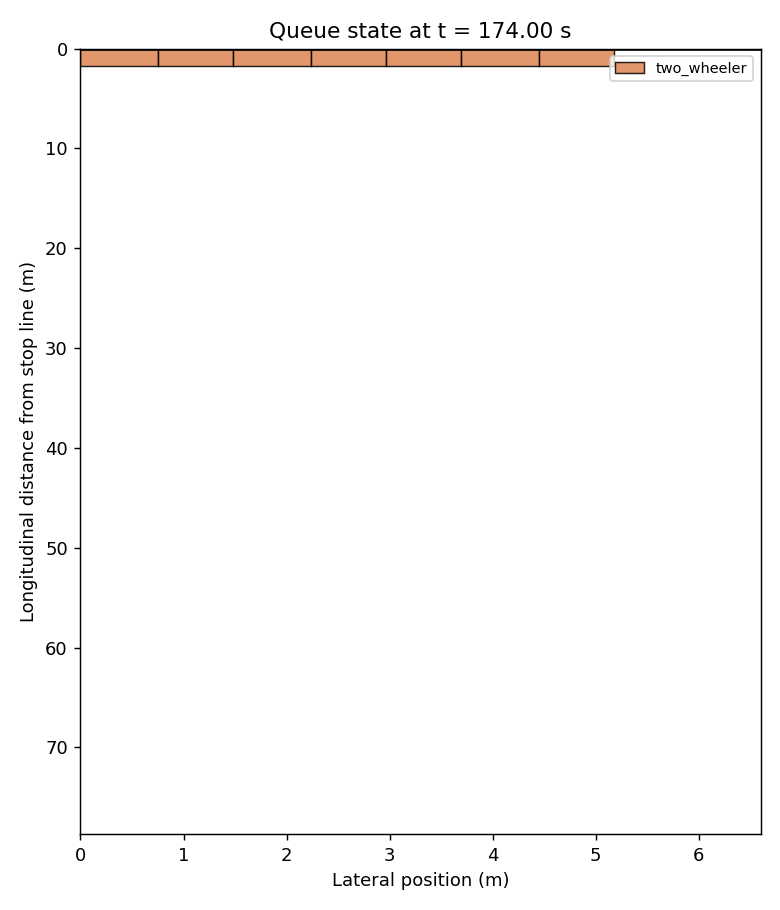 Queue state at t = 174.00 s
two_wheeler
Longitudinal distance from stop line (m)
0
10
20
30
40
50
60
70
0 1 2 3 4 5 6
Lateral position (m)